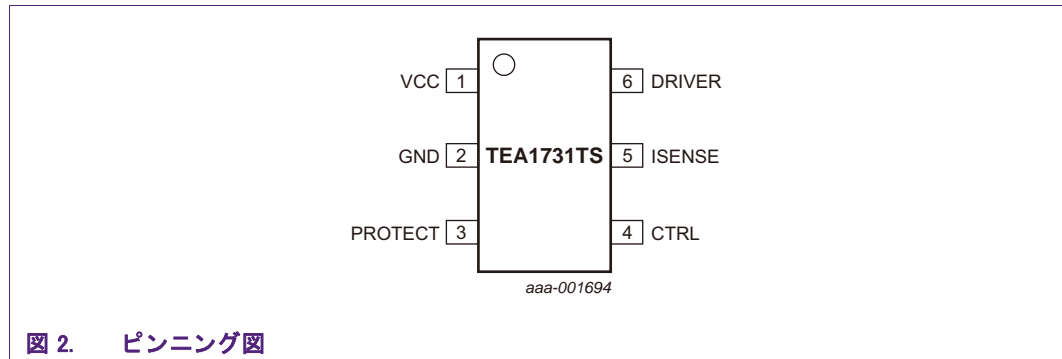 VCC 1 6 DRIVER
GND 2 TEA1731TS 5 ISENSE
PROTECT 3 4 CTRL
aaa-001694
図 2. ピンニング図